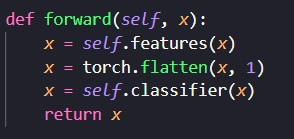 def forward(self, x):
    x = self.features(x)
    x = torch.flatten(x, 1)
    x = self.classifier(x)
    return x